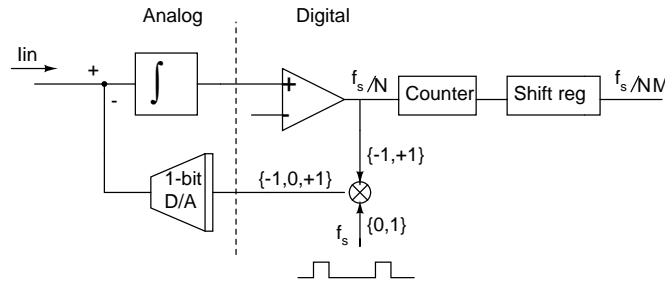 Analog Digital
Iin
+
-
∫
+
-
fs/N
Counter
Shift reg
fs/NM
{-1,+1}
1-bit
D/A
{-1,0,+1}
fs
{0,1}